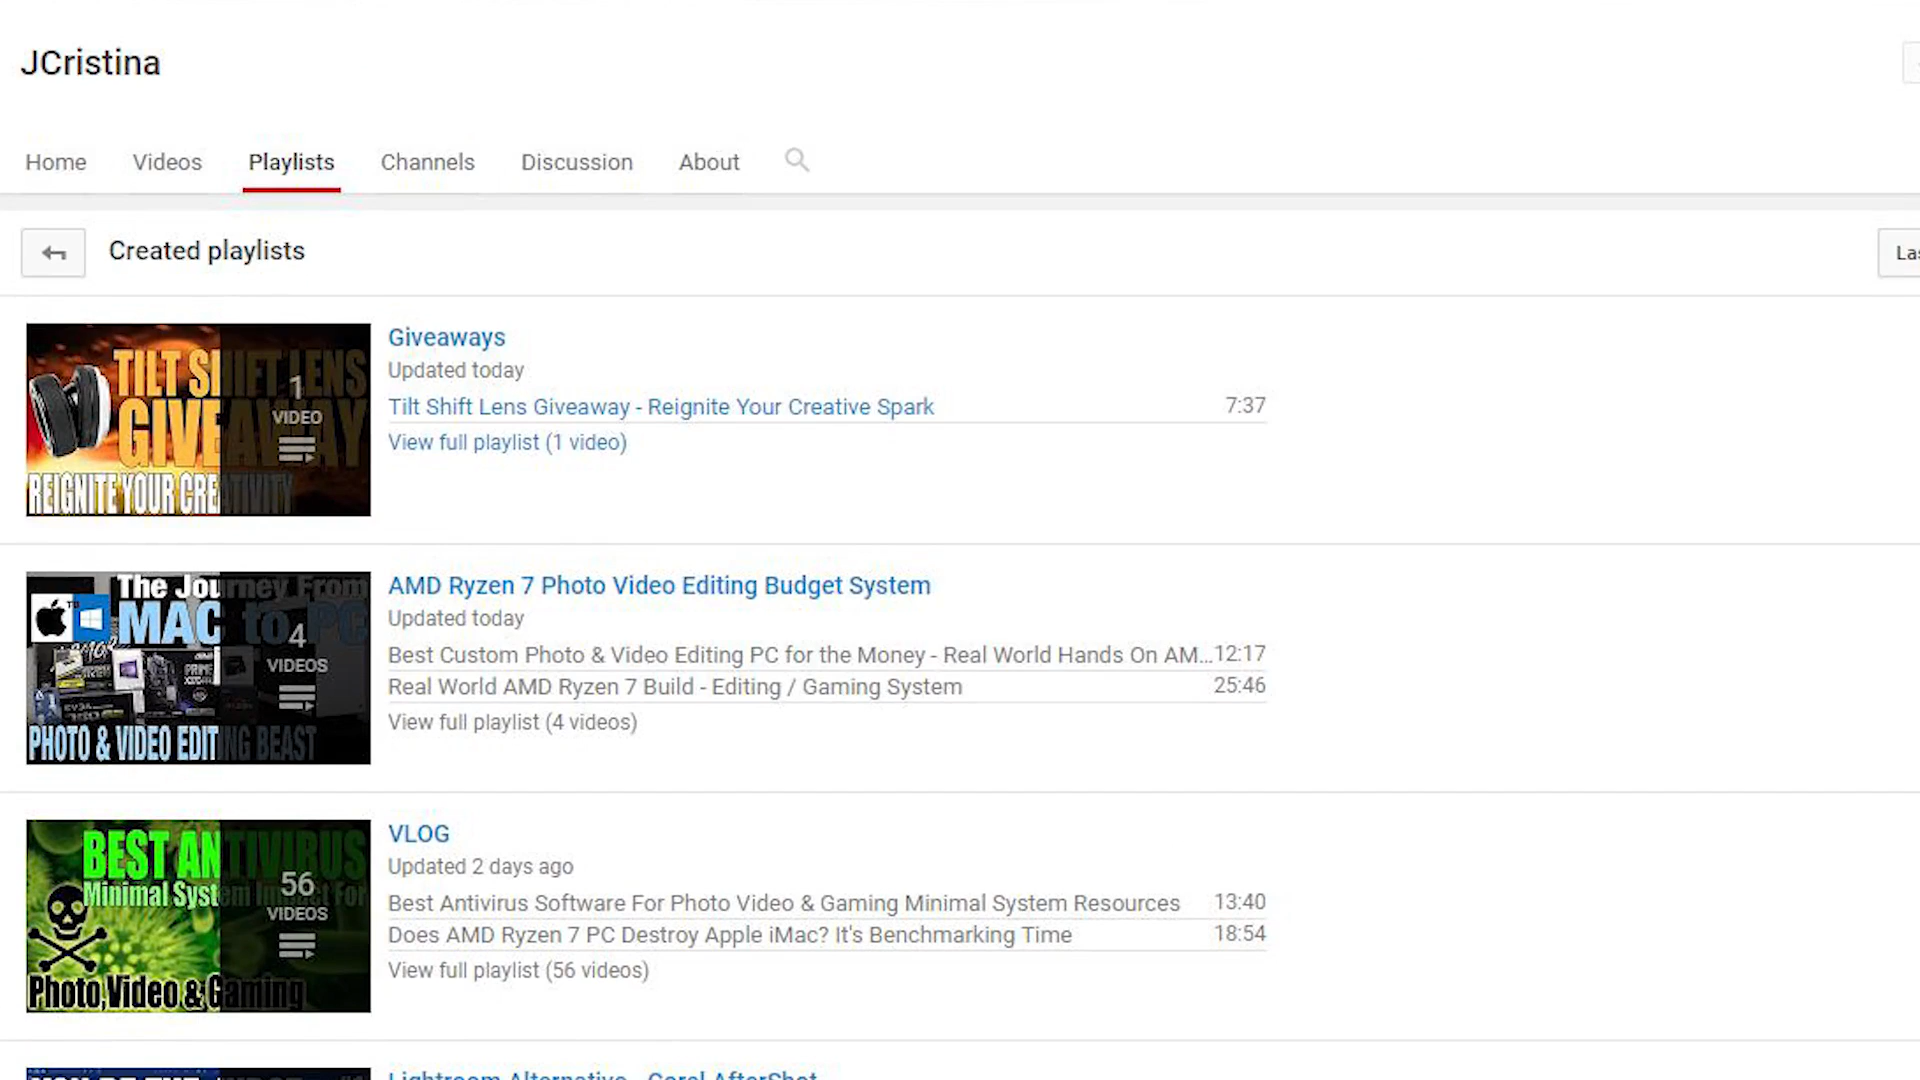 JCristina
Home Videos Playlists Channels Discussion About
Created playlists
TILT SHIFT LENS
GIVEAWAY
REIGNITE YOUR CREATIVITY
1
VIDEO
Giveaways
Updated today
Tilt Shift Lens Giveaway - Reignite Your Creative Spark 7:37
View full playlist (1 video)
The Journey From
MAC to PC
PHOTO & VIDEO EDITING BEAST
4
VIDEOS
AMD Ryzen 7 Photo Video Editing Budget System
Updated today
Best Custom Photo & Video Editing PC for the Money - Real World Hands On AM... 12:17
Real World AMD Ryzen 7 Build - Editing / Gaming System 25:46
View full playlist (4 videos)
BEST ANTIVIRUS
Minimal System Impact For
Photo,Video & Gaming
56
VIDEOS
VLOG
Updated 2 days ago
Best Antivirus Software For Photo Video & Gaming Minimal System Resources 13:40
Does AMD Ryzen 7 PC Destroy Apple iMac? It's Benchmarking Time 18:54
View full playlist (56 videos)
Lightroom Alternative - Corel AfterShot